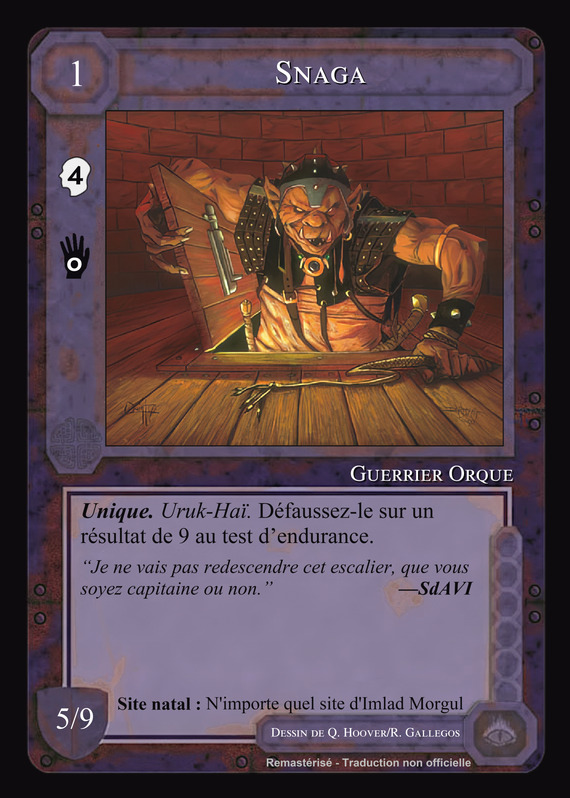 1
SNAGA
4
0
GUERRIER ORQUE
Unique. Uruk-Haï. Défaussez-le sur un
résultat de 9 au test d’endurance.
“Je ne vais pas redescendre cet escalier, que vous
soyez capitaine ou non.” —SdAVI
Site natal : N'importe quel site d'Imlad Morgul
5/9
DESSIN DE Q. HOOVER/R. GALLEGOS
Remastérisé - Traduction non officielle